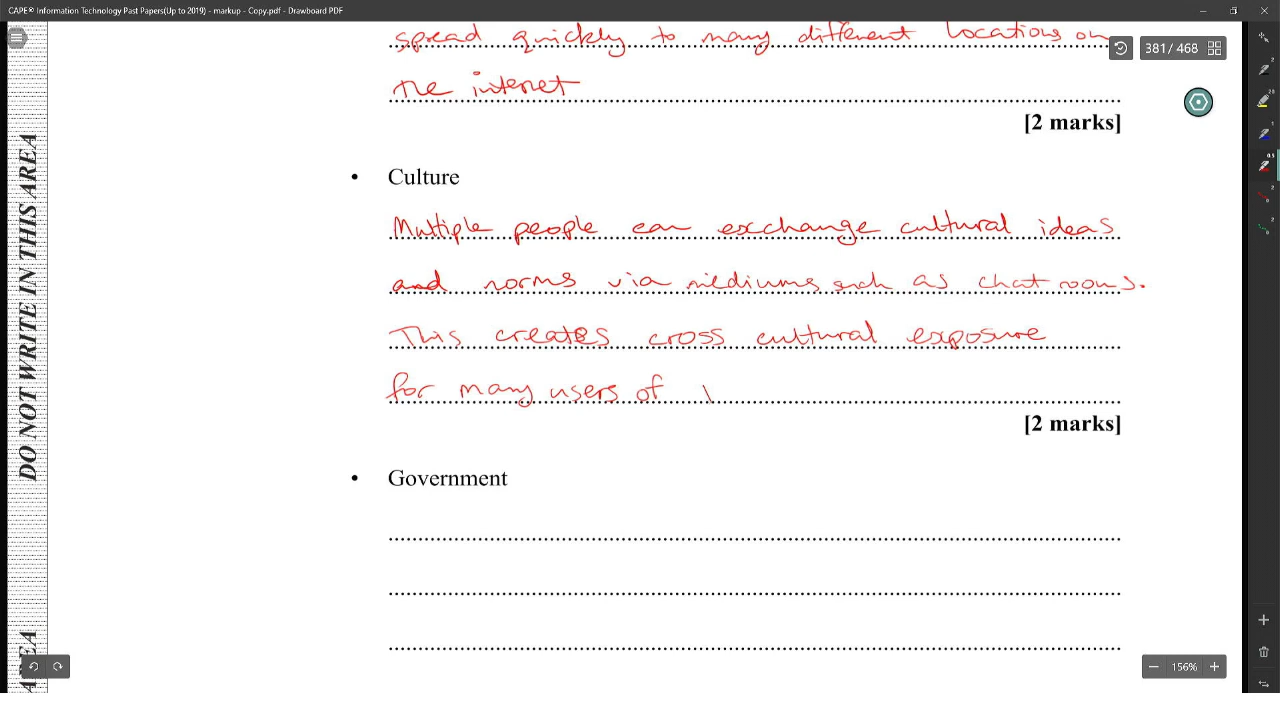 CAPE® Information Technology Past Papers(Up to 2019) - markup - Copy.pdf - Drawboard PDF
spread quickly to many different locations on
381 / 468
the internet
[2 marks]
DO NOT WRITE IN THIS AREA
• Culture
Multiple people can exchange cultural ideas
and norms via mediums such as chat rooms.
This creates cross cultural exposure
for many users of
[2 marks]
• Government
156%